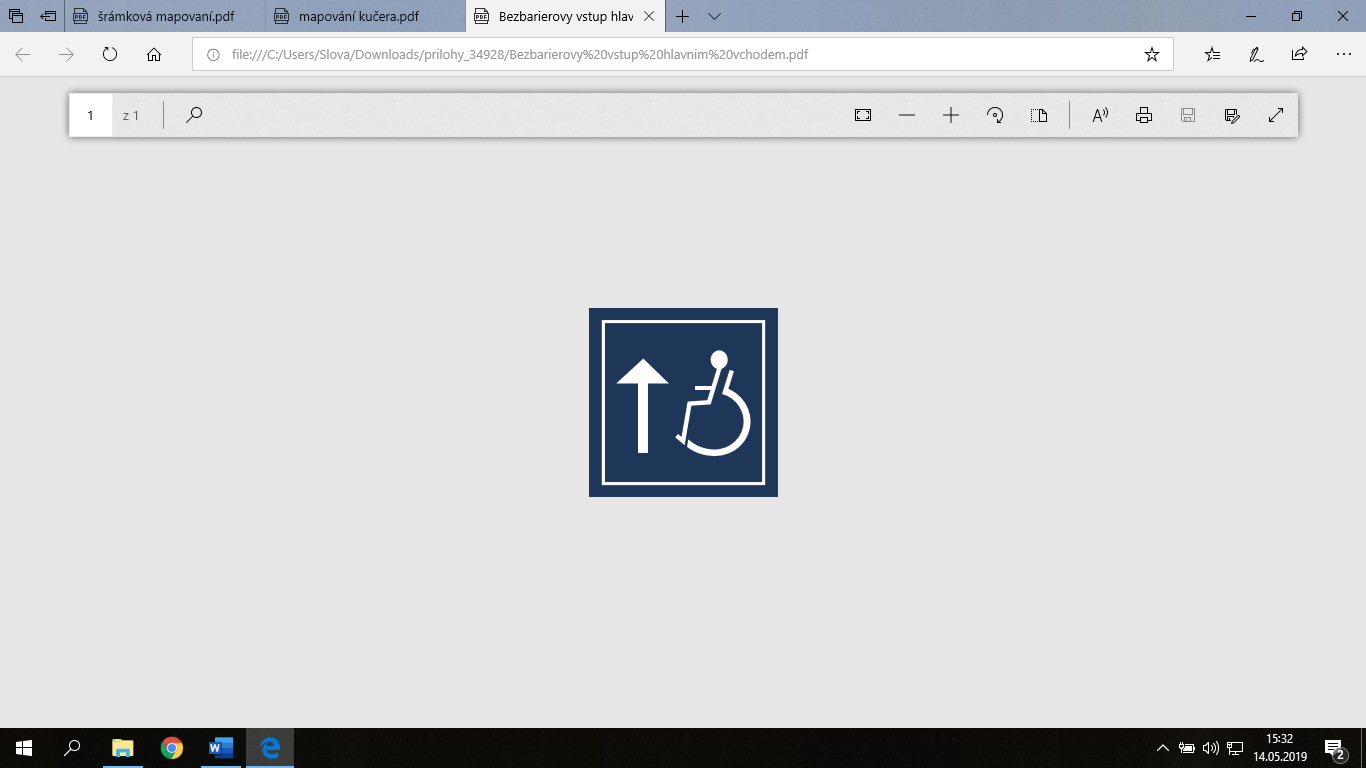 šrámková mapovaní.pdf
mapování kučera.pdf
Bezbarierovy vstup hlav
file:///C:/Users/Slova/Downloads/prilohy_34928/Bezbarierovy%20vstup%20hlavnim%20vchodem.pdf
1 z 1
15:32
14.05.2019
2